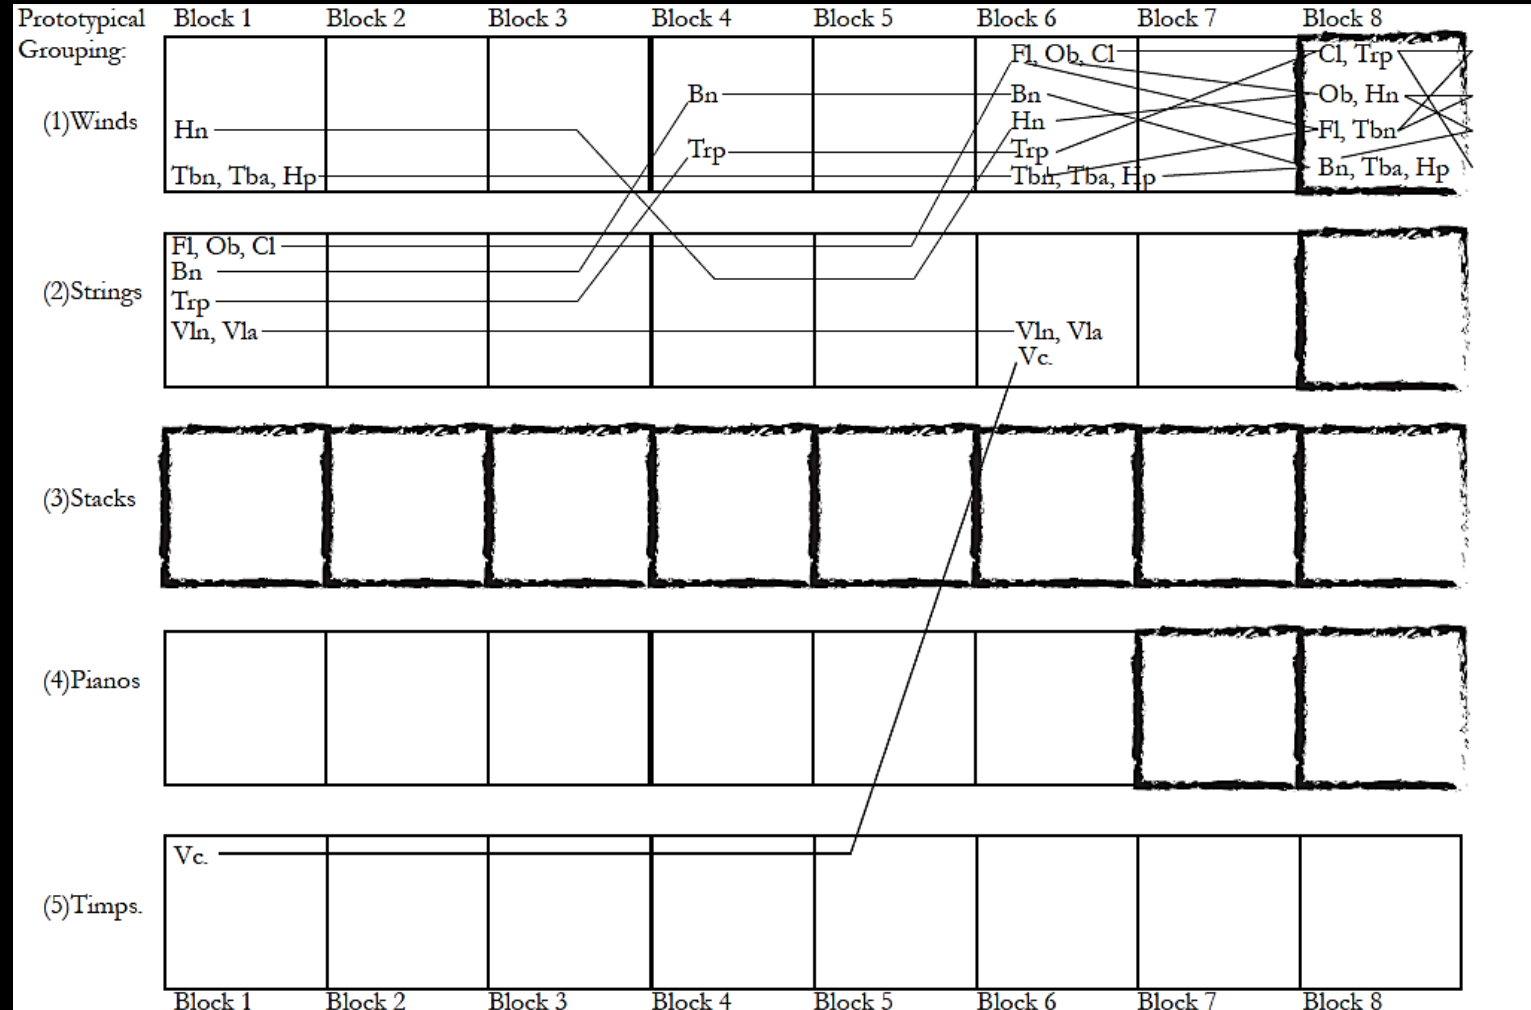 Prototypical Grouping:
Block 1 Block 2 Block 3 Block 4 Block 5 Block 6 Block 7 Block 8
(1)Winds
Fl, Ob, Cl
Cl, Trp
Bn
Bn
Ob, Hn
Hn
Hn
Fl, Tbn
Trp
Trp
Tbn, Tba, Hp
Tbn, Tba, Hp
Bn, Tba, Hp
(2)Strings
Fl, Ob, Cl
Bn
Trp
Vln, Vla
Vln, Vla
Vc.
(3)Stacks
(4)Pianos
(5)Timps.
Vc.
Block 1 Block 2 Block 3 Block 4 Block 5 Block 6 Block 7 Block 8